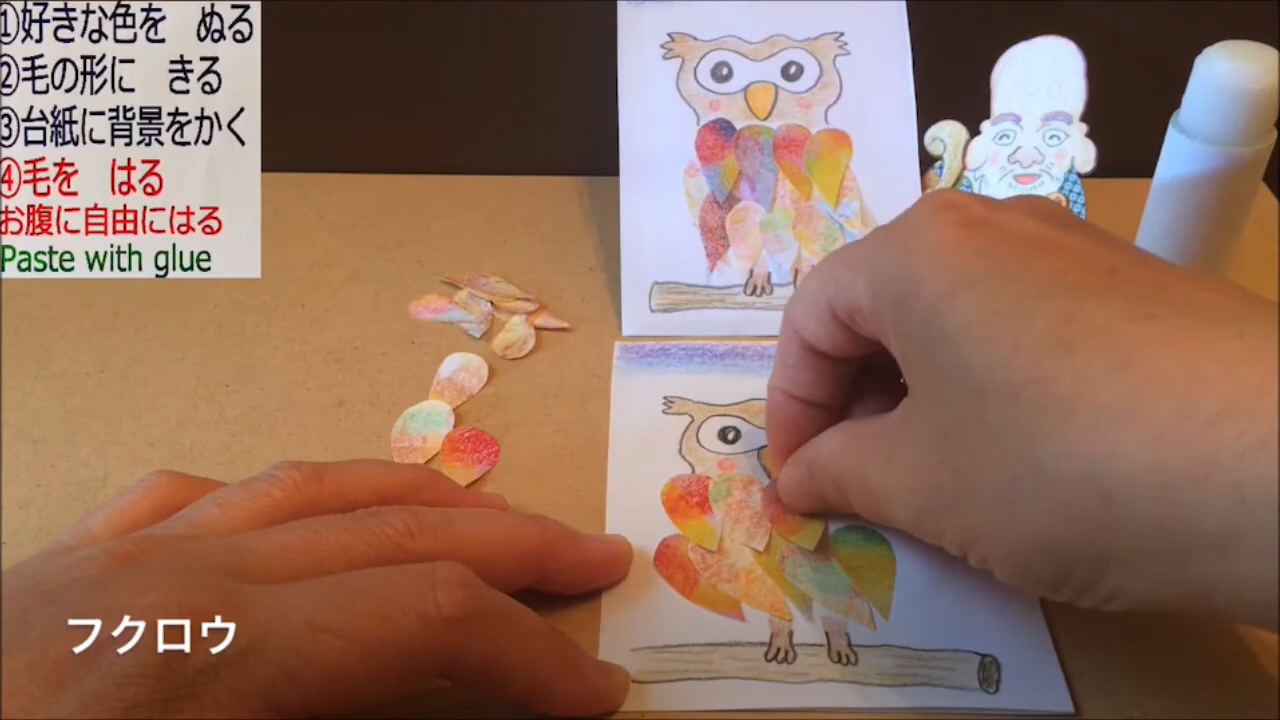 ①好きな色を　ぬる
②毛の形に　きる
③台紙に背景をかく
④毛を　はる
お腹に自由にはる
Paste with glue
フクロウ